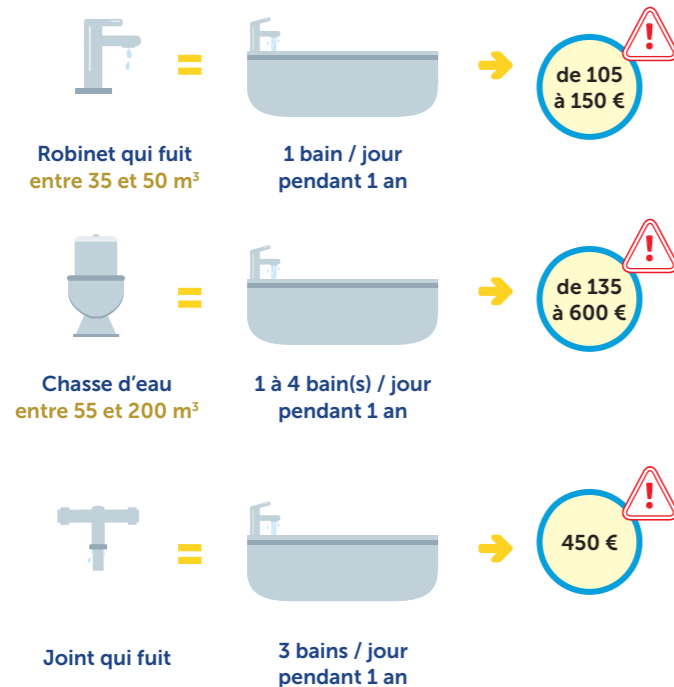 de 105
à 150 €
Robinet qui fuit
entre 35 et 50 m³
1 bain / jour
pendant 1 an
de 135
à 600 €
Chasse d’eau
entre 55 et 200 m³
1 à 4 bain(s) / jour
pendant 1 an
450 €
Joint qui fuit
3 bains / jour
pendant 1 an